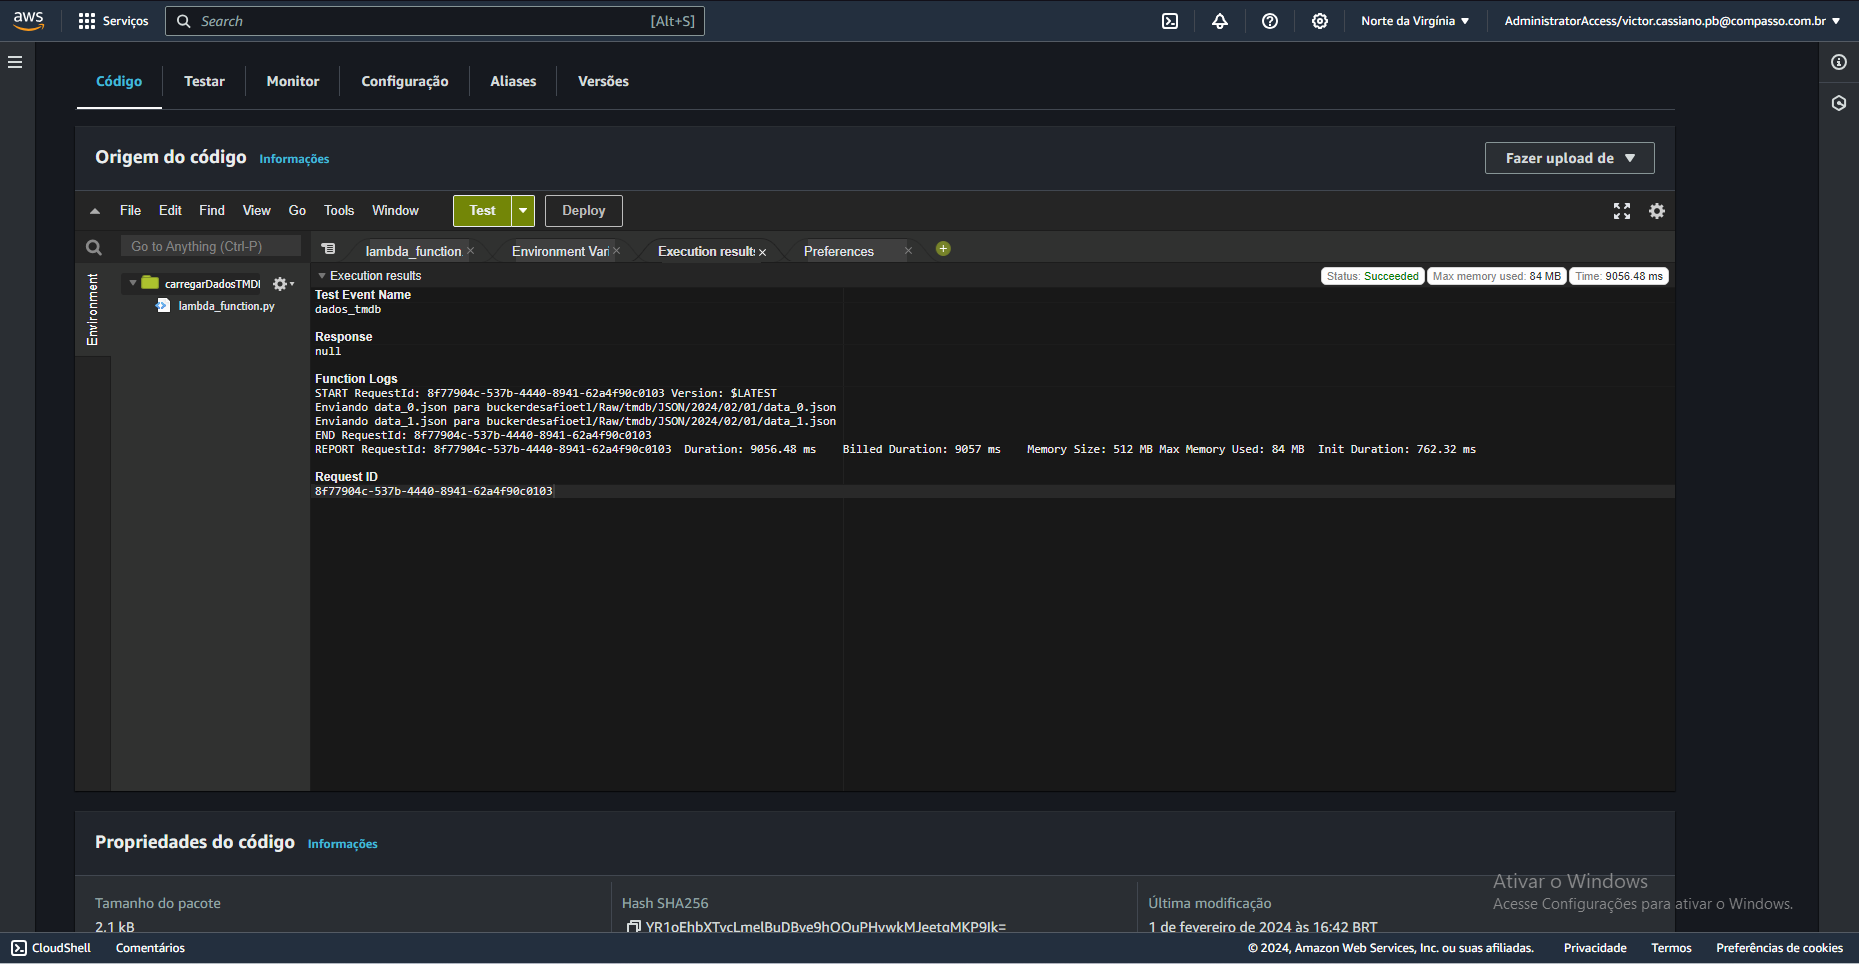 aws
Serviços
Search
[Alt+S]
Norte da Virgínia
AdministratorAccess/victor.cassiano.pb@compasso.com.br
Código
Testar
Monitor
Configuração
Aliases
Versões
Origem do código
Informações
Fazer upload de
File
Edit
Find
View
Go
Tools
Window
Test
Deploy
Go to Anything (Ctrl-P)
lambda_function
Environment Vari
Execution results
Preferences
Environment
carregarDadosTMDI
lambda_function.py
Execution results
Status: Succeeded
Max memory used: 84 MB
Time: 9056.48 ms
Test Event Name
dados_tmdb
Response
null
Function Logs
START RequestId: 8f77904c-537b-4440-8941-62a4f90c0103 Version: $LATEST
Enviando data_0.json para buckerdesafioetl/Raw/tmdb/JSON/2024/02/01/data_0.json
Enviando data_1.json para buckerdesafioetl/Raw/tmdb/JSON/2024/02/01/data_1.json
END RequestId: 8f77904c-537b-4440-8941-62a4f90c0103
REPORT RequestId: 8f77904c-537b-4440-8941-62a4f90c0103 Duration: 9056.48 ms Billed Duration: 9057 ms Memory Size: 512 MB Max Memory Used: 84 MB Init Duration: 762.32 ms
Request ID
8f77904c-537b-4440-8941-62a4f90c0103
Propriedades do código
Informações
Tamanho do pacote
2.1 kB
Hash SHA256
Última modificação
1 de fevereiro de 2024 às 16:42 BRT
Ativar o Windows
Acesse Configurações para ativar o Windows.
CloudShell
Comentários
© 2024, Amazon Web Services, Inc. ou suas afiliadas.
Privacidade
Termos
Preferências de cookies